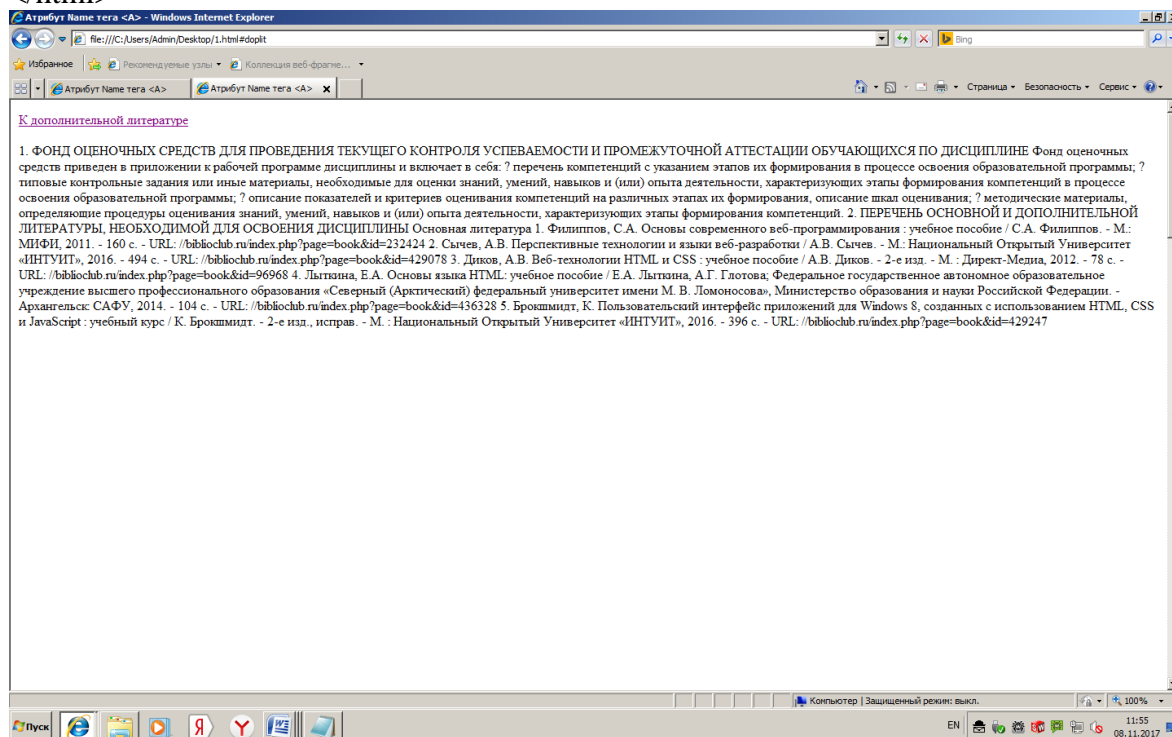 </html>
Атрибут Name тега <A> - Windows Internet Explorer
file:///C:/Users/Admin/Desktop/1.html#doplit
Bing
Избранное
Рекомендуемые узлы
Коллекция веб-фрагме...
Атрибут Name тега <A>
Атрибут Name тега <A>
Страница
Безопасность
Сервис
К дополнительной литературе
1. ФОНД ОЦЕНОЧНЫХ СРЕДСТВ ДЛЯ ПРОВЕДЕНИЯ ТЕКУЩЕГО КОНТРОЛЯ УСПЕВАЕМОСТИ И ПРОМЕЖУТОЧНОЙ АТТЕСТАЦИИ ОБУЧАЮЩИХСЯ ПО ДИСЦИПЛИНЕ Фонд оценочных
средств приведен в приложении к рабочей программе дисциплины и включает в себя: ? перечень компетенций с указанием этапов их формирования в процессе освоения образовательной программы; ?
типовые контрольные задания или иные материалы, необходимые для оценки знаний, умений, навыков и (или) опыта деятельности, характеризующих этапы формирования компетенций в процессе
освоения образовательной программы; ? описание показателей и критериев оценивания компетенций на различных этапах их формирования, описание шкал оценивания; ? методические материалы,
определяющие процедуры оценивания знаний, умений, навыков и (или) опыта деятельности, характеризующих этапы формирования компетенций. 2. ПЕРЕЧЕНЬ ОСНОВНОЙ И ДОПОЛНИТЕЛЬНОЙ
ЛИТЕРАТУРЫ, НЕОБХОДИМОЙ ДЛЯ ОСВОЕНИЯ ДИСЦИПЛИНЫ Основная литература 1. Филиппов, С.А. Основы современного веб-программирования : учебное пособие / С.А. Филиппов. - М.:
МИФИ, 2011. - 160 с. - URL: //biblioclub.ru/index.php?page=book&id=232424 2. Сычев, А.В. Перспективные технологии и языки веб-разработки / А.В. Сычев. - М.: Национальный Открытый Университет
«ИНТУИТ», 2016. - 494 с. - URL: //biblioclub.ru/index.php?page=book&id=429078 3. Диков, А.В. Веб-технологии HTML и CSS : учебное пособие / А.В. Диков. - 2-е изд. - М. : Директ-Медиа, 2012. - 78 с. -
URL: //biblioclub.ru/index.php?page=book&id=96968 4. Лыткина, Е.А. Основы языка HTML: учебное пособие / Е.А. Лыткина, А.Г. Глотова; Федеральное государственное автономное образовательное
учреждение высшего профессионального образования «Северный (Арктический) федеральный университет имени М. В. Ломоносова», Министерство образования и науки Российской Федерации. -
Архангельск: САФУ, 2014. - 104 с. - URL: //biblioclub.ru/index.php?page=book&id=436328 5. Брокшмидт, К. Пользовательский интерфейс приложений для Windows 8, созданных с использованием HTML, CSS
и JavaScript : учебный курс / К. Брокшмидт. - 2-е изд., исправ. - М. : Национальный Открытый Университет «ИНТУИТ», 2016. - 396 с. - URL: //biblioclub.ru/index.php?page=book&id=429247
Компьютер | Защищенный режим: выкл.
100%
Пуск
EN
11:55
08.11.2017